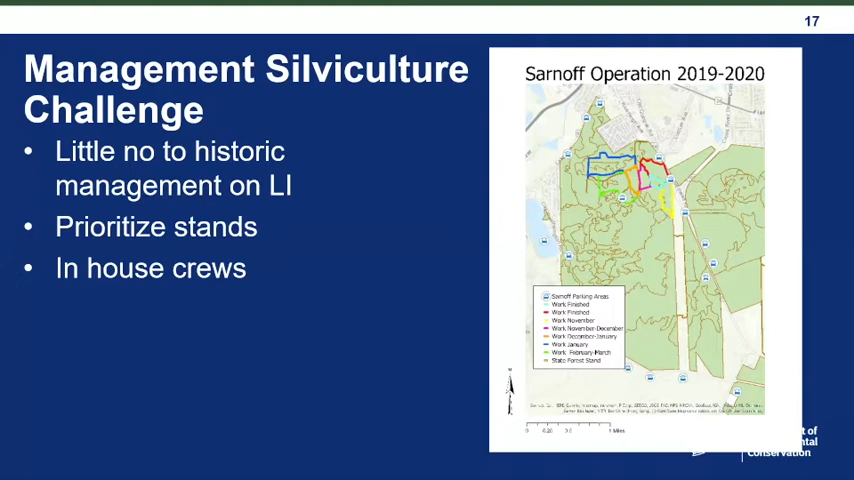 17
Management Silviculture
Challenge
• Little no to historic
management on LI
• Prioritize stands
• In house crews
Sarnoff Operation 2019-2020
Sarnoff Parking Areas
Work Finished
Work Finished
Work November
Work November-December
Work December-January
Work January
Work February-March
State Forest Stand
1 Miles
Conservation